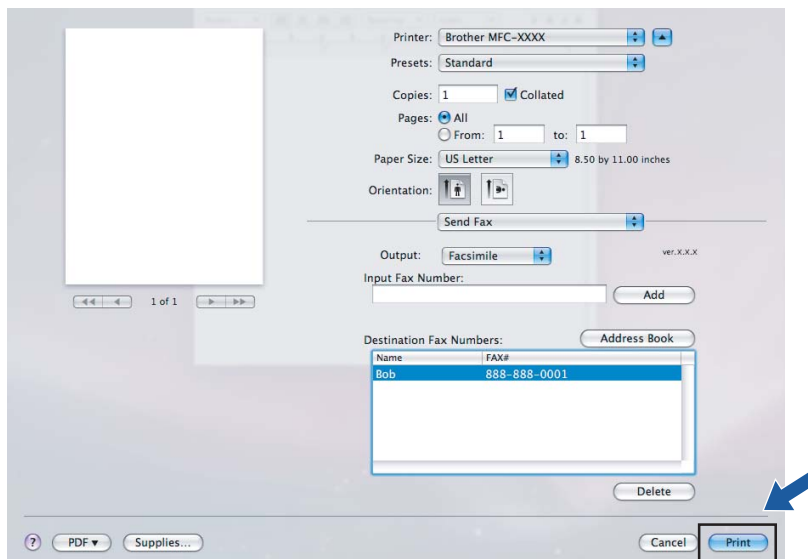 Printer: Brother MFC-XXXX
Presets: Standard
Copies: 1 Collated
Pages: All
From: 1 to: 1
Paper Size: US Letter 8.50 by 11.00 inches
Orientation:
Send Fax
Output: Facsimile ver.X.X.X
Input Fax Number:
1 of 1 Add
Destination Fax Numbers: Address Book
Name FAX#
Bob 888-888-0001
Delete
? PDF▼ Supplies... Cancel Print